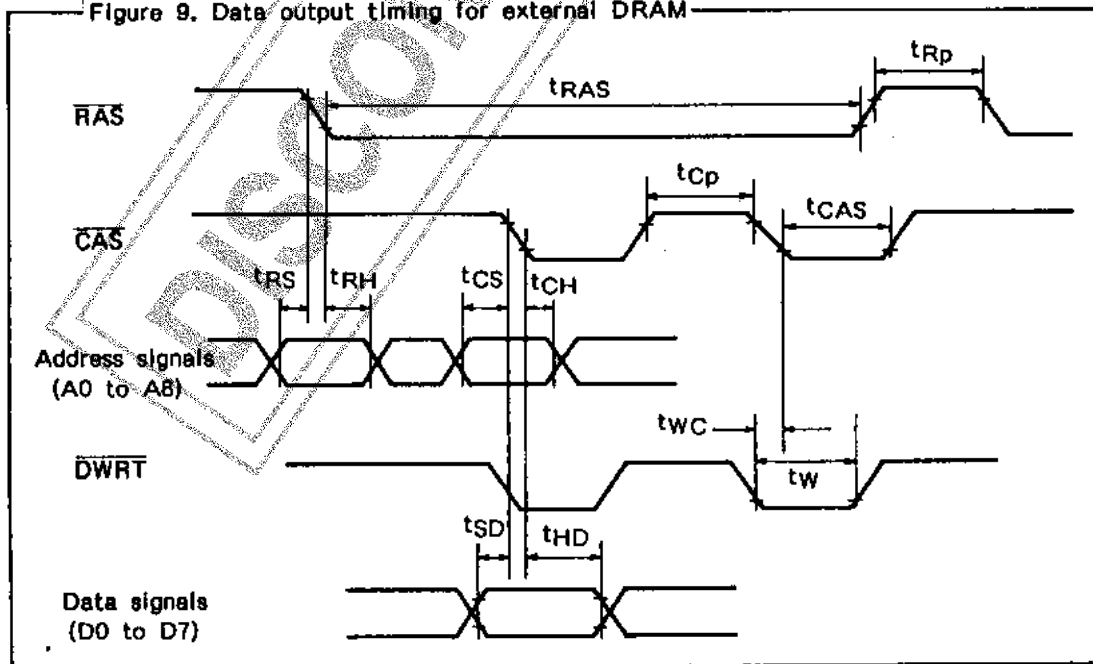 Figure 9. Data output timing for external DRAM
tRp
tRAS
RAS
tCp
tCAS
CAS
tRS tRH tCS tCH
Address signals
(A0 to A8)
tWC
DWRT
tW
tSD tHD
Data signals
(D0 to D7)
DISCO